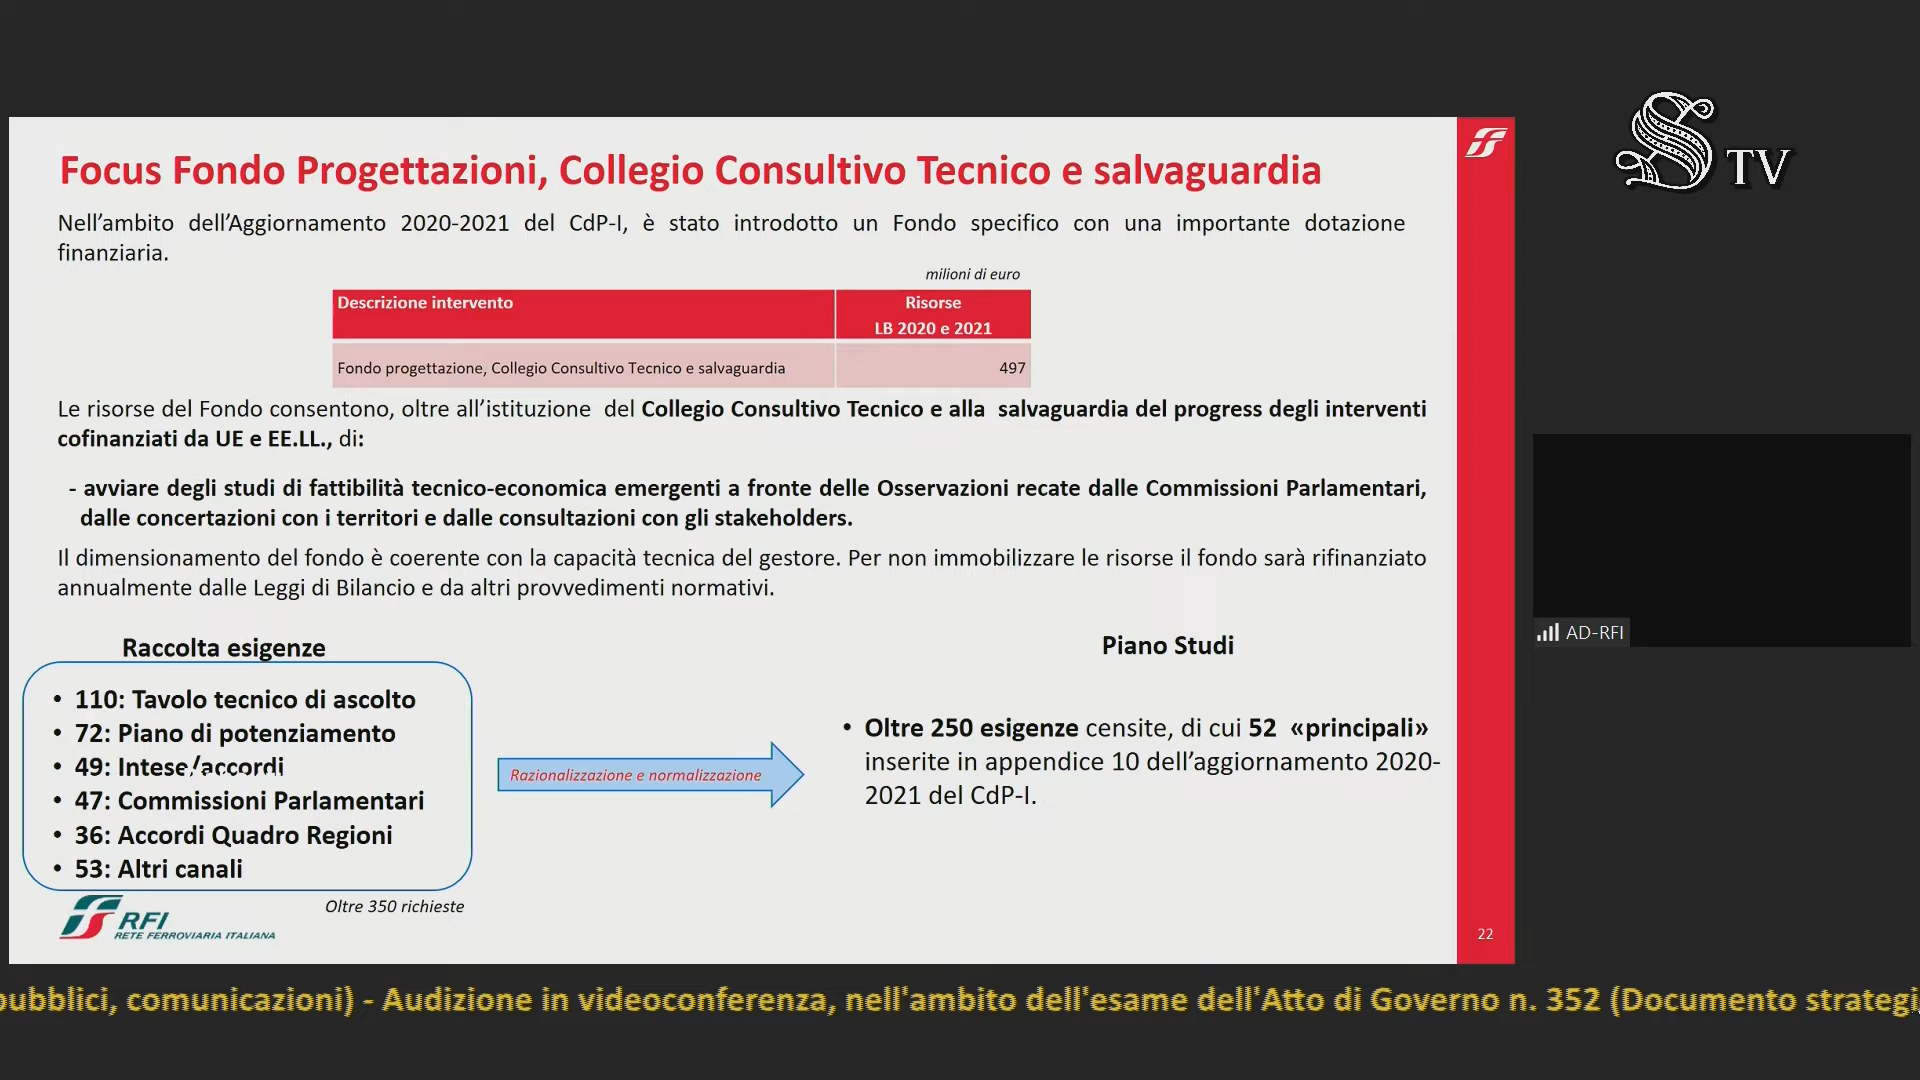 Focus Fondo Progettazioni, Collegio Consultivo Tecnico e salvaguardia
Nell’ambito dell’Aggiornamento 2020-2021 del CdP-I, è stato introdotto un Fondo specifico con una importante dotazione
finanziaria.
milioni di euro
Descrizione intervento
Risorse
LB 2020 e 2021
Fondo progettazione, Collegio Consultivo Tecnico e salvaguardia
497
Le risorse del Fondo consentono, oltre all’istituzione del Collegio Consultivo Tecnico e alla salvaguardia del progress degli interventi
cofinanziati da UE e EE.LL., di:
- avviare degli studi di fattibilità tecnico-economica emergenti a fronte delle Osservazioni recate dalle Commissioni Parlamentari,
dalle concertazioni con i territori e dalle consultazioni con gli stakeholders.
Il dimensionamento del fondo è coerente con la capacità tecnica del gestore. Per non immobilizzare le risorse il fondo sarà rifinanziato
annualmente dalle Leggi di Bilancio e da altri provvedimenti normativi.
Raccolta esigenze
• 110: Tavolo tecnico di ascolto
• 72: Piano di potenziamento
• 49: Intese/accordi
• 47: Commissioni Parlamentari
• 36: Accordi Quadro Regioni
• 53: Altri canali
Oltre 350 richieste
Razionalizzazione e normalizzazione
Piano Studi
• Oltre 250 esigenze censite, di cui 52 «principali»
inserite in appendice 10 dell’aggiornamento 2020-
2021 del CdP-I.
RFI
RETE FERROVIARIA ITALIANA
22
S TV
AD-RFI
pubblici, comunicazioni) - Audizione in videoconferenza, nell'ambito dell'esame dell'Atto di Governo n. 352 (Documento strategi